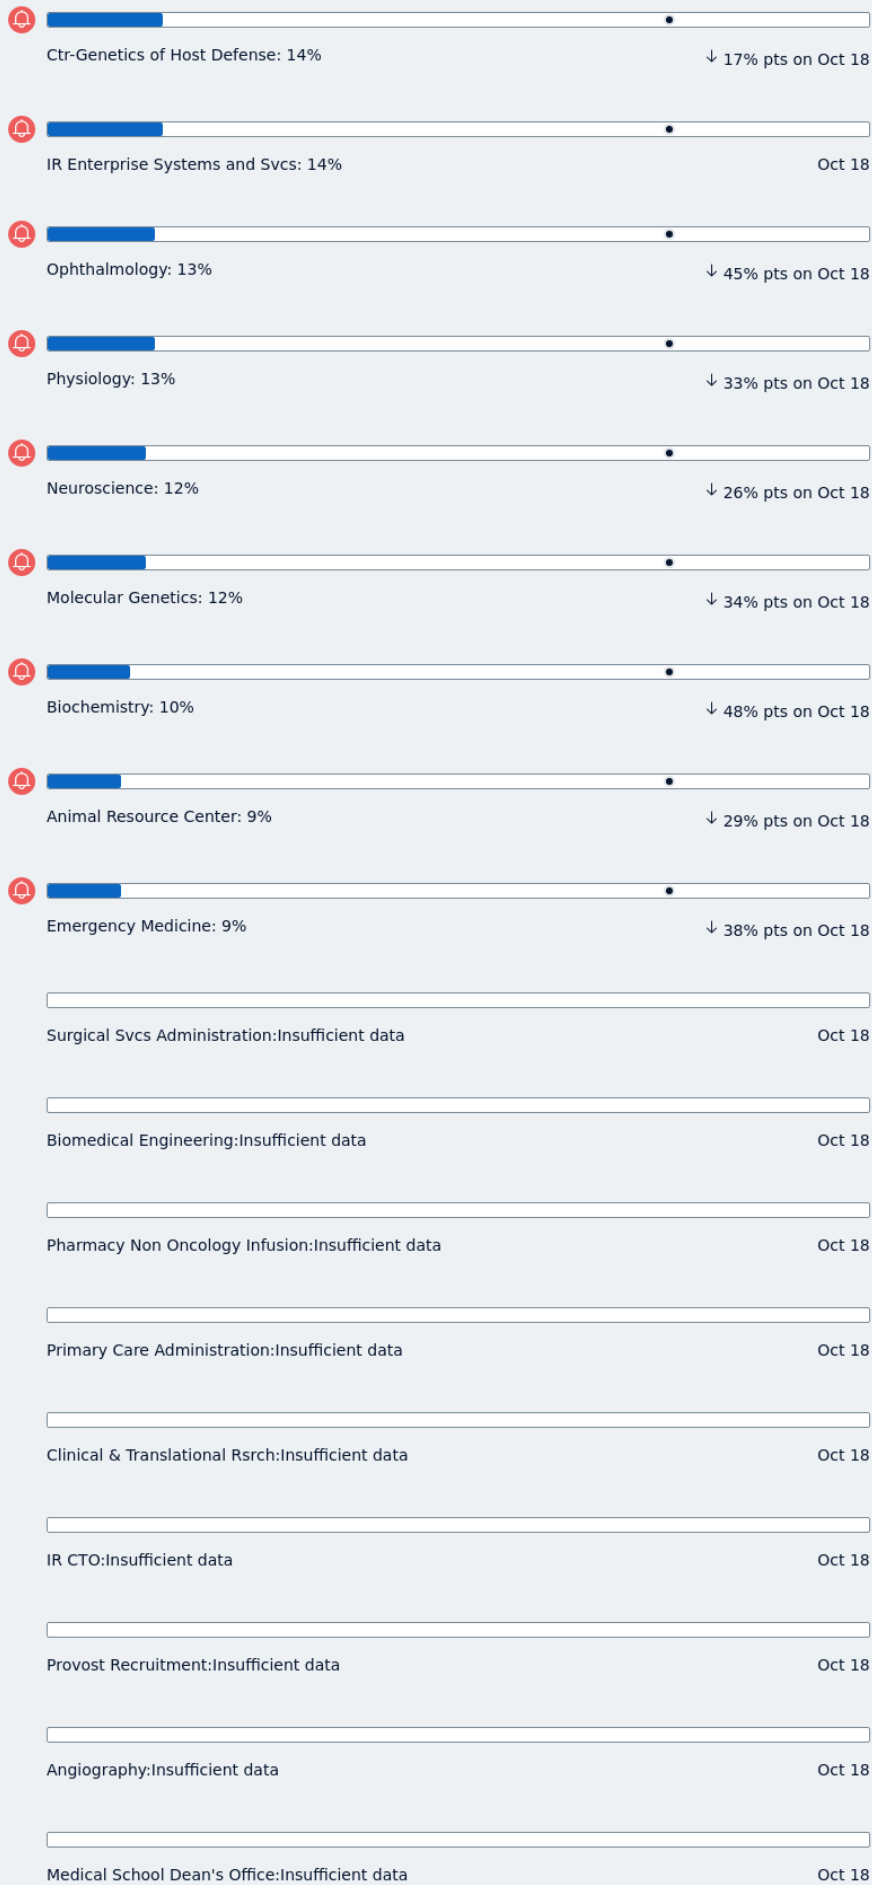 Ctr-Genetics of Host Defense: 14%
↓ 17% pts on Oct 18
IR Enterprise Systems and Svcs: 14%
Oct 18
Ophthalmology: 13%
↓ 45% pts on Oct 18
Physiology: 13%
↓ 33% pts on Oct 18
Neuroscience: 12%
↓ 26% pts on Oct 18
Molecular Genetics: 12%
↓ 34% pts on Oct 18
Biochemistry: 10%
↓ 48% pts on Oct 18
Animal Resource Center: 9%
↓ 29% pts on Oct 18
Emergency Medicine: 9%
↓ 38% pts on Oct 18
Surgical Svcs Administration:Insufficient data
Oct 18
Biomedical Engineering:Insufficient data
Oct 18
Pharmacy Non Oncology Infusion:Insufficient data
Oct 18
Primary Care Administration:Insufficient data
Oct 18
Clinical & Translational Rsrch:Insufficient data
Oct 18
IR CTO:Insufficient data
Oct 18
Provost Recruitment:Insufficient data
Oct 18
Angiography:Insufficient data
Oct 18
Medical School Dean's Office:Insufficient data
Oct 18